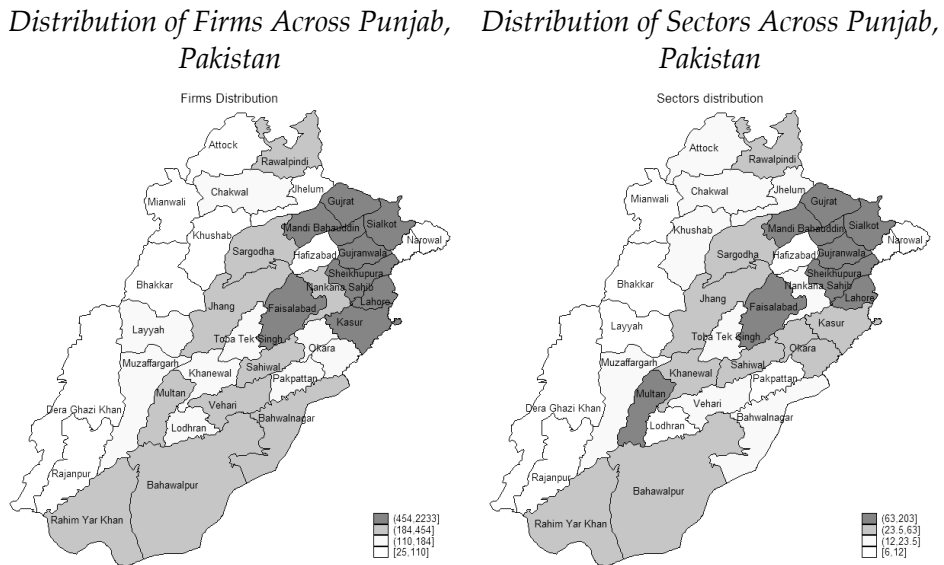 Distribution of Firms Across Punjab,
Pakistan
Firms Distribution
Attock
Rawalpindi
Chakwal
Jhelum
Mianwali
Gujrat
Mandi Bahauddin
Sialkot
Khushab
Narowal
Sargodha
Hafizabad
Gujranwala
Sheikhupura
Bhakkar
Nankana Sahib
Jhang
Lahore
Faisalabad
Kasur
Layyah
Toba Tek Singh
Okara
Muzaffargarh
Khanewal
Sahiwal
Pakpattan
Multan
Vehari
Dera Ghazi Khan
Bahwalnagar
Lodhran
Rajanpur
Bahawalpur
Rahim Yar Khan
(454,2233]
(184,454]
(110,184]
[25,110]
Distribution of Sectors Across Punjab,
Pakistan
Sectors distribution
Attock
Rawalpindi
Chakwal
Jhelum
Mianwali
Gujrat
Mandi Bahauddin
Sialkot
Khushab
Narowal
Sargodha
Hafizabad
Gujranwala
Sheikhupura
Bhakkar
Nankana Sahib
Jhang
Lahore
Faisalabad
Kasur
Layyah
Toba Tek Singh
Okara
Muzaffargarh
Khanewal
Sahiwal
Pakpattan
Multan
Vehari
Dera Ghazi Khan
Bahwalnagar
Lodhran
Rajanpur
Bahawalpur
Rahim Yar Khan
(63,203]
(23.5,63]
(12,23.5]
[6,12]